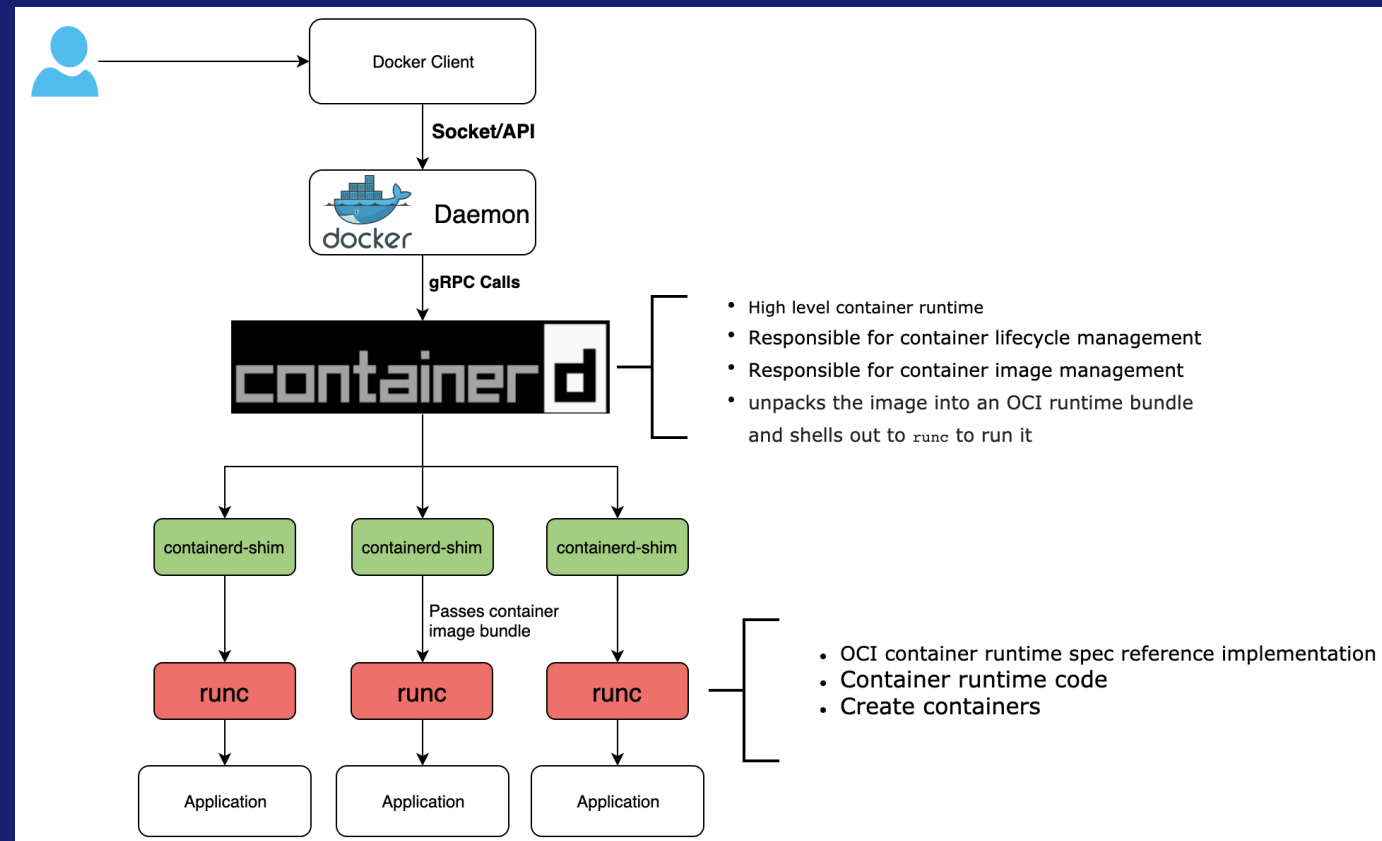 Docker Client
Socket/API
docker
Daemon
gRPC Calls
containerd
• High level container runtime
• Responsible for container lifecycle management
• Responsible for container image management
• unpacks the image into an OCI runtime bundle
and shells out to runc to run it
containerd-shim
containerd-shim
containerd-shim
Passes container
image bundle
runc
runc
runc
• OCI container runtime spec reference implementation
• Container runtime code
• Create containers
Application
Application
Application